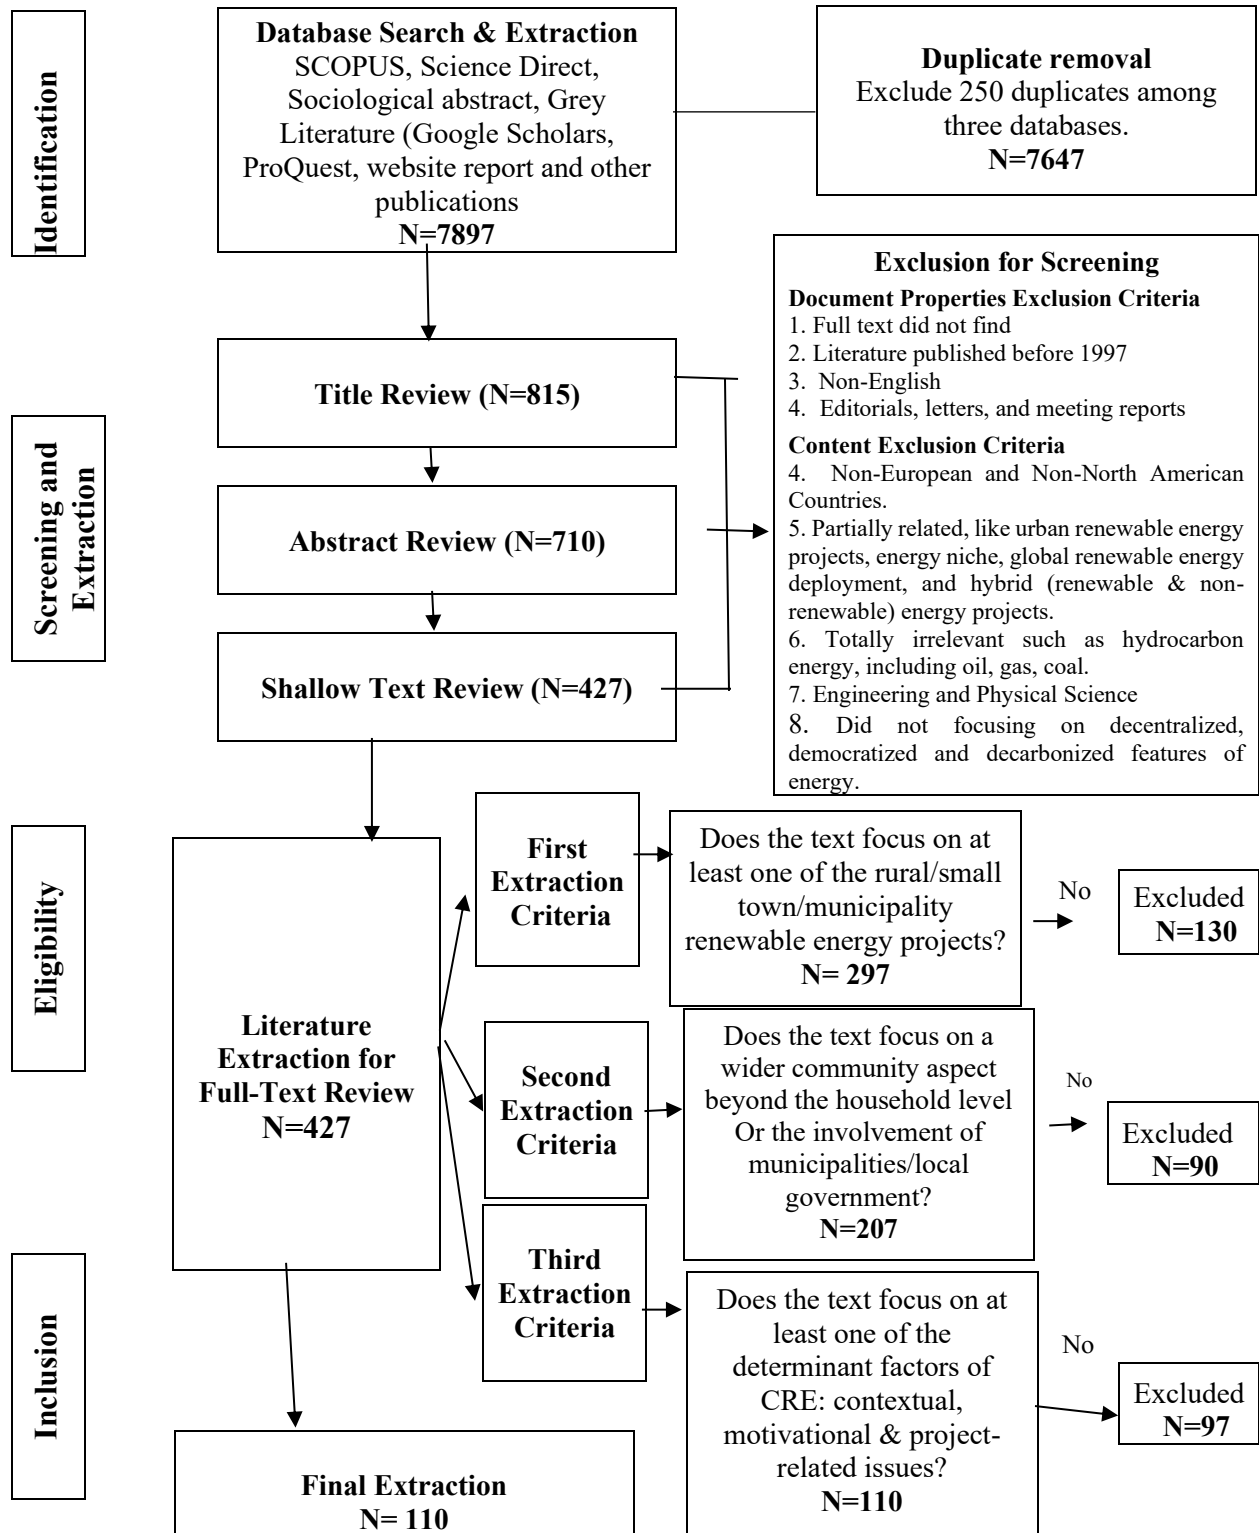 Identification
Database Search & Extraction
SCOPUS, Science Direct,
Sociological abstract, Grey
Literature (Google Scholars,
ProQuest, website report and other
publications
N=7897
Duplicate removal
Exclude 250 duplicates among
three databases.
N=7647
Screening and
Extraction
Title Review (N=815)
Abstract Review (N=710)
Shallow Text Review (N=427)
Exclusion for Screening
Document Properties Exclusion Criteria
1. Full text did not find
2. Literature published before 1997
3. Non-English
4. Editorials, letters, and meeting reports
Content Exclusion Criteria
4. Non-European and Non-North American
Countries.
5. Partially related, like urban renewable energy
projects, energy niche, global renewable energy
deployment, and hybrid (renewable & non-
renewable) energy projects.
6. Totally irrelevant such as hydrocarbon
energy, including oil, gas, coal.
7. Engineering and Physical Science
8. Did not focusing on decentralized,
democratized and decarbonized features of
energy.
Eligibility
Literature
Extraction for
Full-Text Review
N=427
First
Extraction
Criteria
Does the text focus on at
least one of the rural/small
town/municipality
renewable energy projects?
N= 297
No
Excluded
N=130
Second
Extraction
Criteria
Does the text focus on a
wider community aspect
beyond the household level
Or the involvement of
municipalities/local
government?
N=207
No
Excluded
N=90
Third
Extraction
Criteria
Does the text focus on at
least one of the
determinant factors of
CRE: contextual,
motivational & project-
related issues?
N=110
No
Excluded
N=97
Inclusion
Final Extraction
N= 110